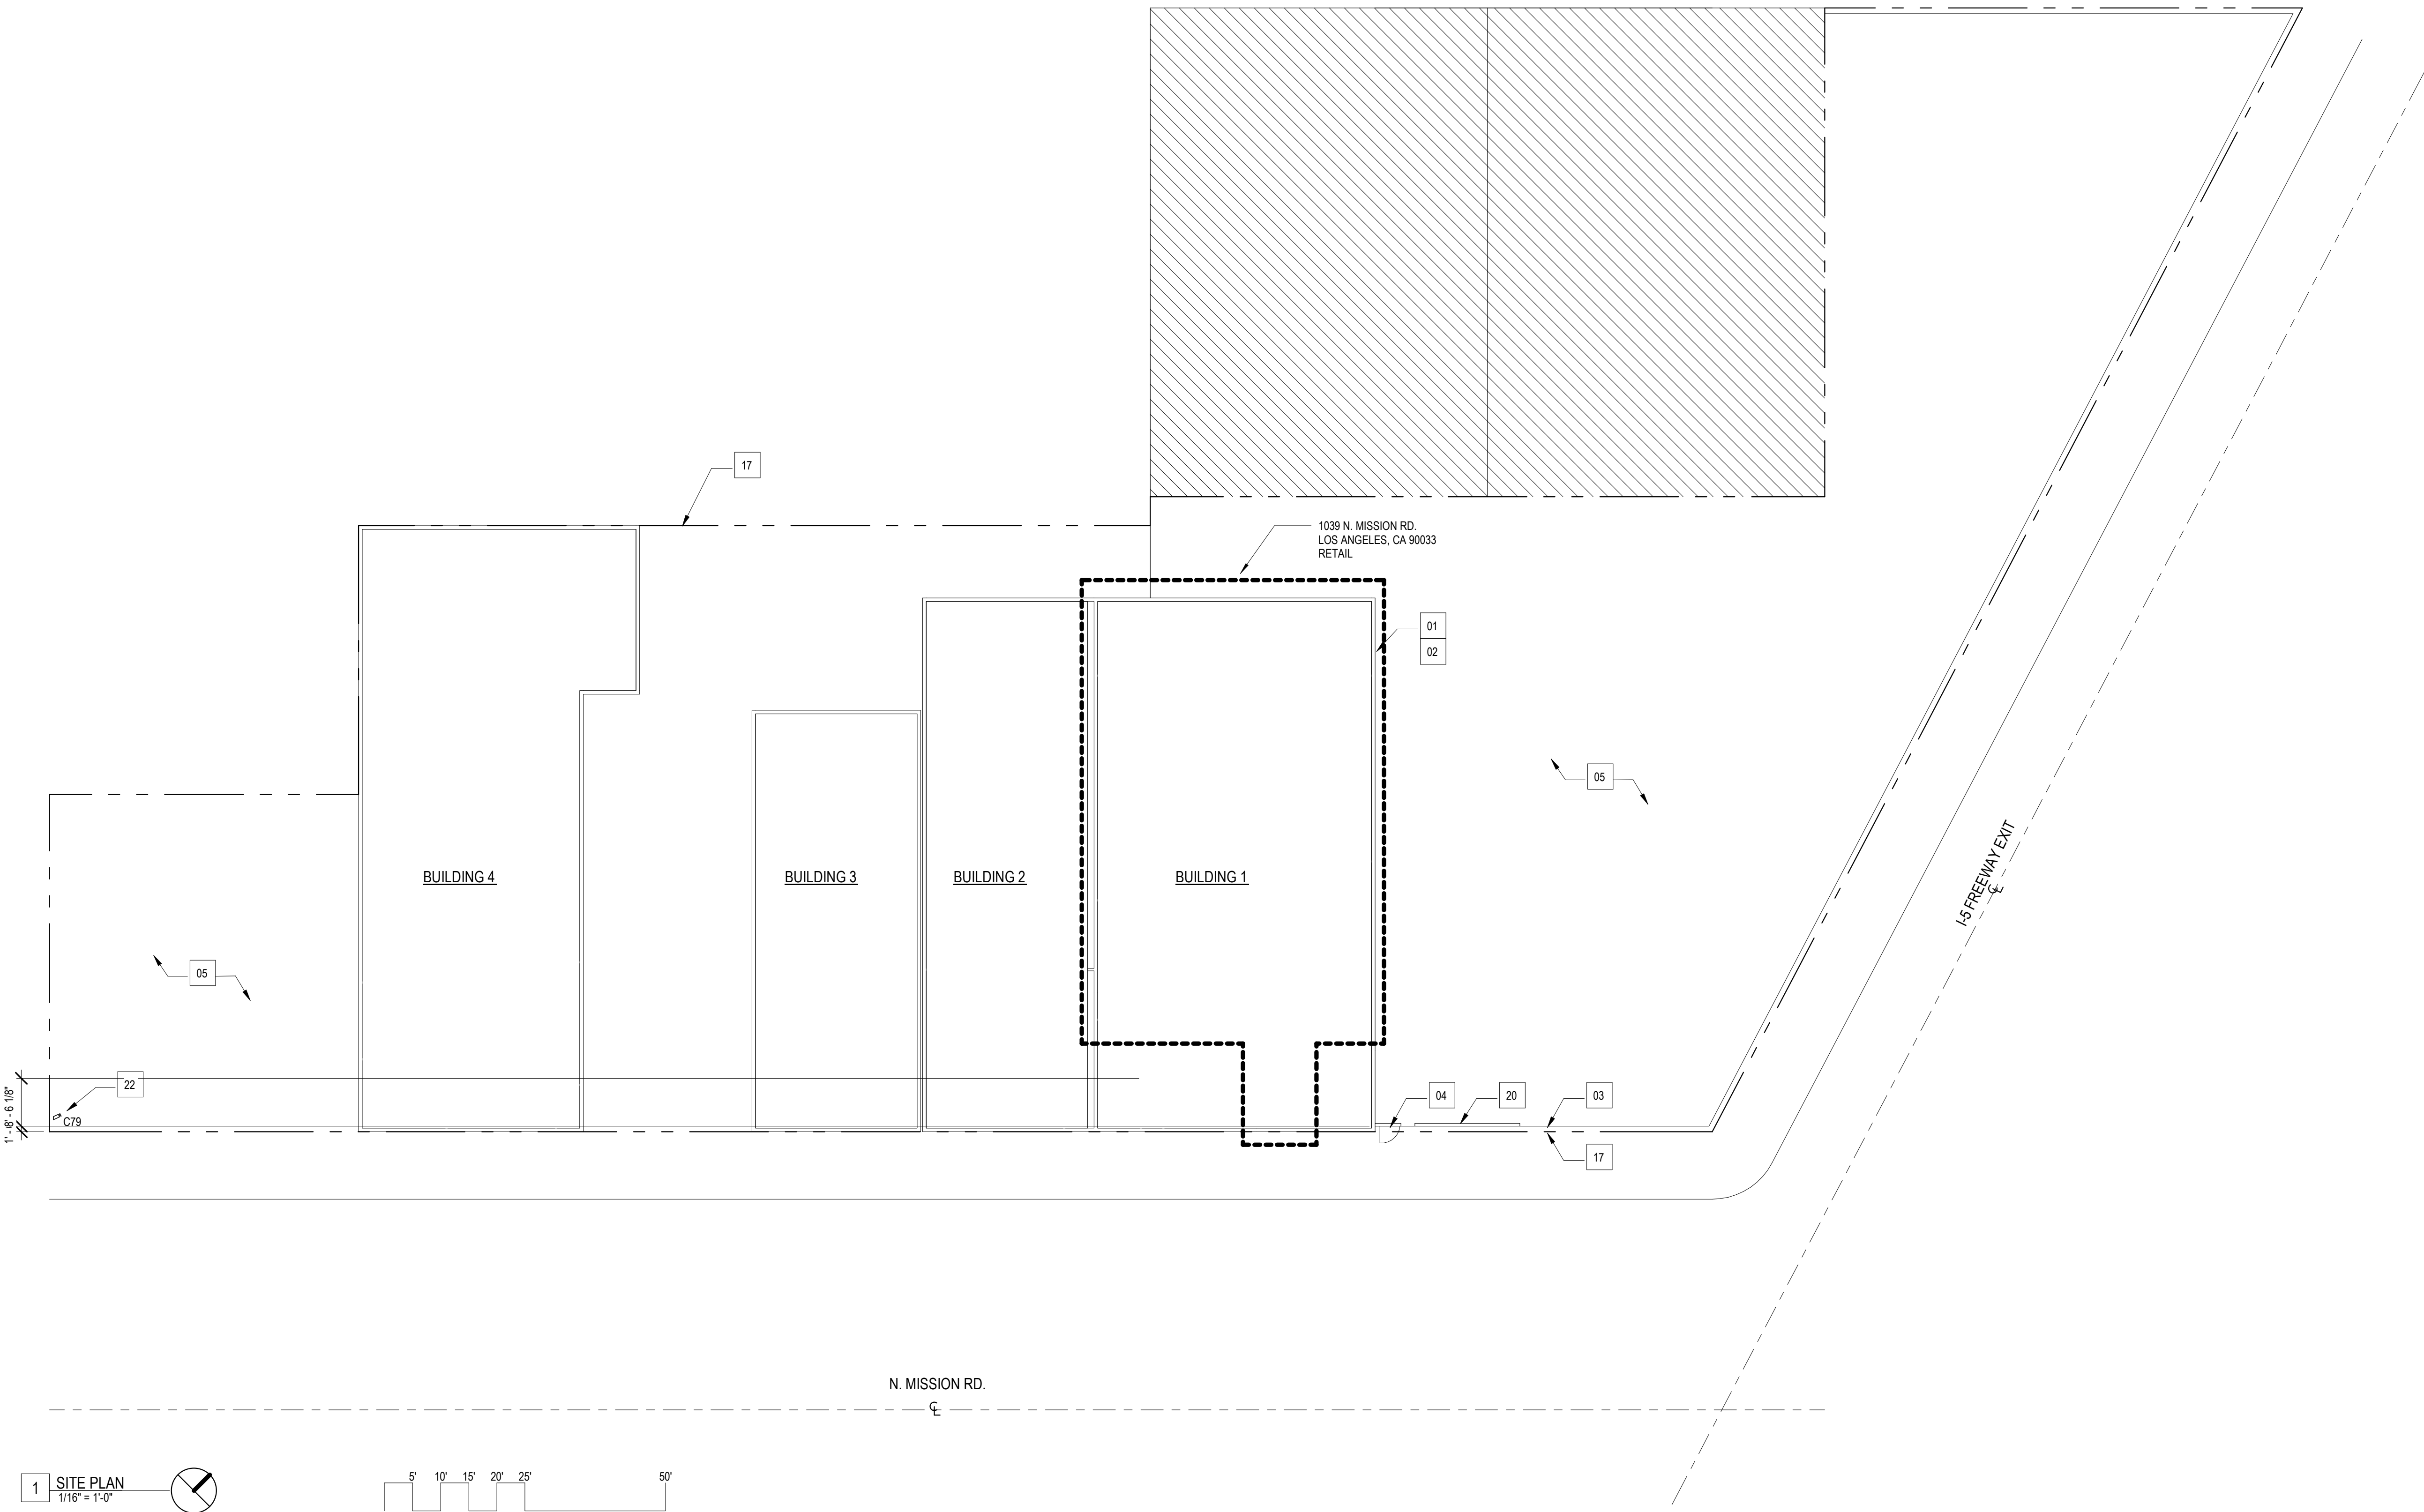 17
1039 N. MISSION RD.
LOS ANGELES, CA 90033
RETAIL
01
02
05
BUILDING 4
BUILDING 3
BUILDING 2
BUILDING 1
I-5 FREEWAY EXIT
℄
05
22
C79
8' - 6 1/8"
04
20
03
17
N. MISSION RD.
℄
1
SITE PLAN
1/16" = 1'-0"
5' 10' 15' 20' 25' 50'